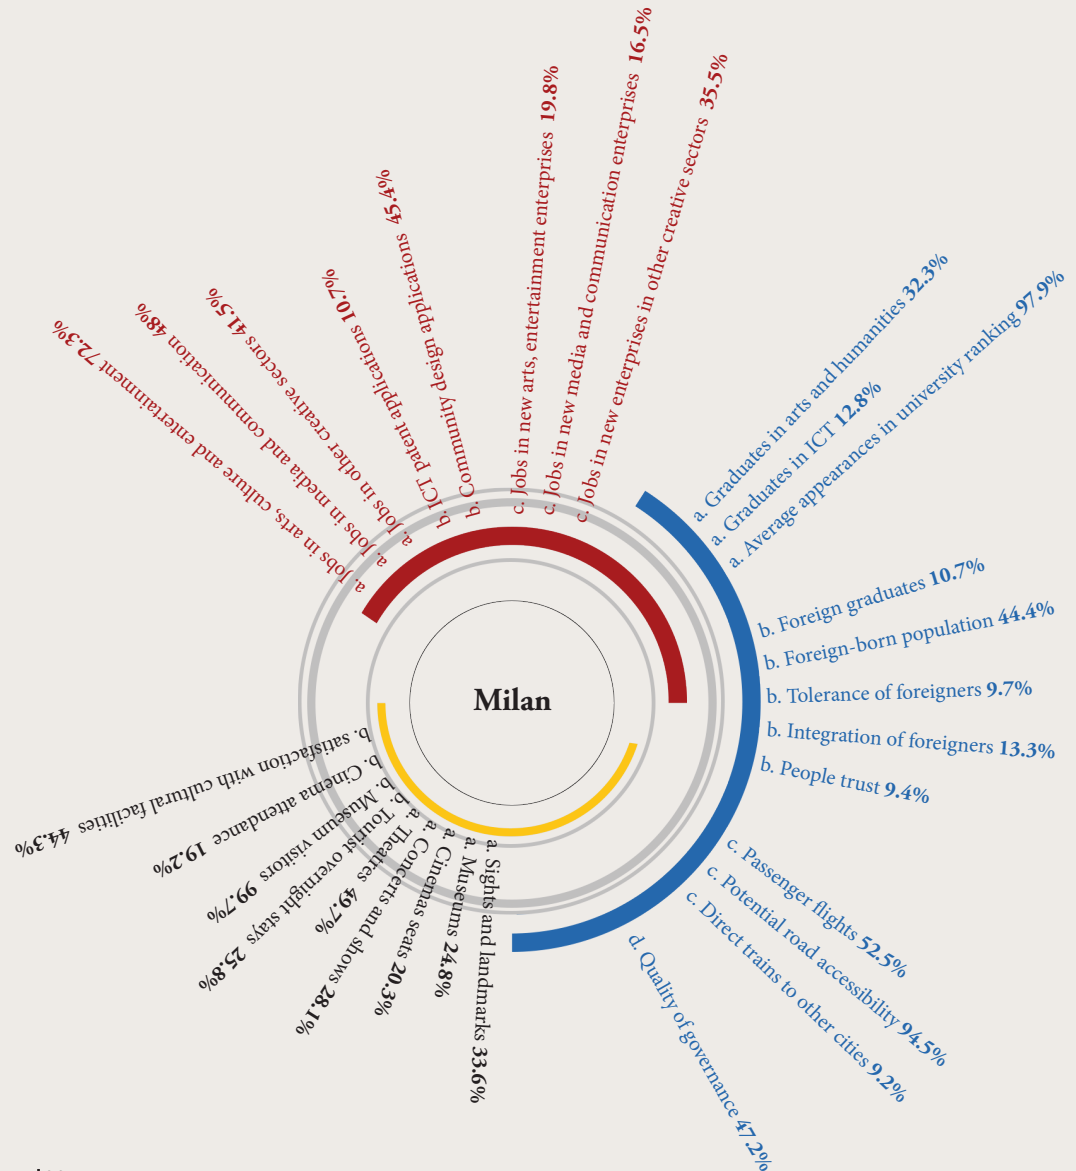 Milan
a. Jobs in arts, culture and entertainment 72.3%
a. Jobs in media and communication 48%
a. Jobs in other creative sectors 41.5%
b. ICT patent applications 10.7%
b. Community design applications 45.4%
c. Jobs in new arts, entertainment enterprises 19.8%
c. Jobs in new media and communication enterprises 16.5%
c. Jobs in new enterprises in other creative sectors 35.5%
a. Graduates in arts and humanities 32.3%
a. Graduates in ICT 12.8%
a. Average appearances in university ranking 97.9%
b. Foreign graduates 10.7%
b. Foreign-born population 44.4%
b. Tolerance of foreigners 9.7%
b. Integration of foreigners 13.3%
b. People trust 9.4%
c. Passenger flights 52.5%
c. Potential road accessibility 94.5%
c. Direct trains to other cities 9.2%
d. Quality of governance 47.2%
a. Sights and landmarks 33.6%
a. Museums 24.8%
a. Cinemas seats 20.3%
a. Concerts and shows 28.1%
a. Theatres 49.7%
b. Tourist overnight stays 25.8%
b. Museum visitors 99.7%
b. Cinema attendance 19.2%
b. satisfaction with cultural facilities 44.3%